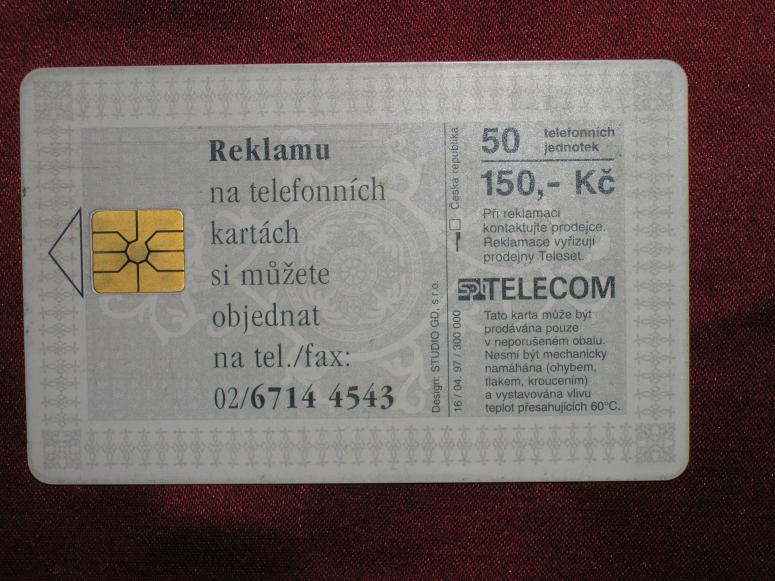 Reklamu
na telefonních
kartách
si můžete
objednat
na tel./fax:
02/6714 4543
Česká republika
Design: STUDIO GD, s.r.o.
16 / 04. 97 / 300 000
50 telefonních
jednotek
150,- Kč
Při reklamaci
kontaktujte prodejce.
Reklamace vyřizují
prodejny Teleset.
SPT TELECOM
Tato karta může být
prodávána pouze
v neporušeném obalu.
Nesmí být mechanicky
namáhána (ohybem,
tlakem, kroucením)
a vystavována vlivu
teplot přesahujících 60°C.